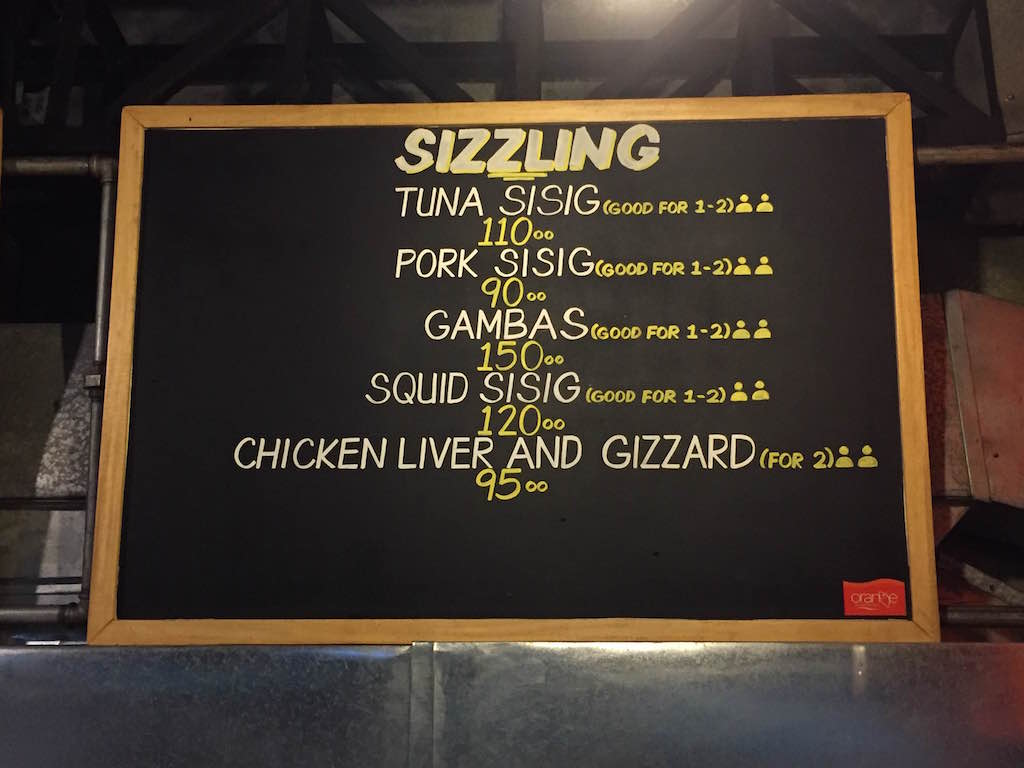 SIZZLING
TUNA SISIG (GOOD FOR 1-2)
110.00
PORK SISIG (GOOD FOR 1-2)
90.00
GAMBAS (GOOD FOR 1-2)
150.00
SQUID SISIG (GOOD FOR 1-2)
120.00
CHICKEN LIVER AND GIZZARD (FOR 2)
95.00
orange